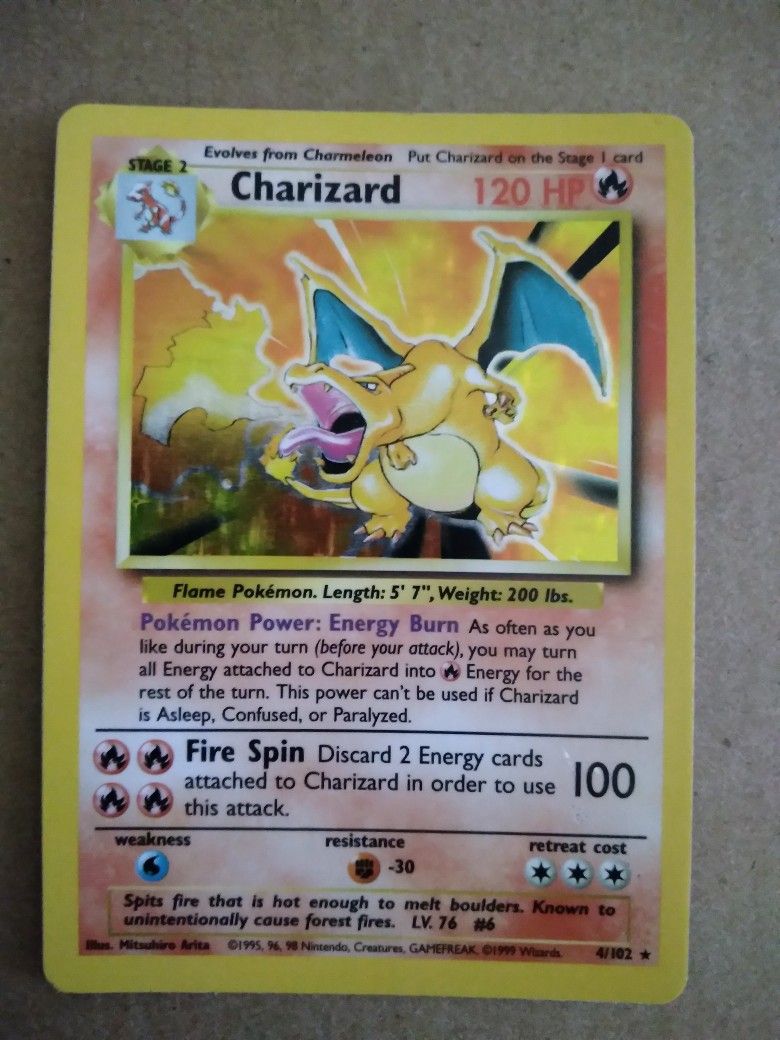 Evolves from Charmeleon Put Charizard on the Stage 1 card
STAGE 2
Charizard 120 HP
Flame Pokémon. Length: 5' 7", Weight: 200 lbs.
Pokémon Power: Energy Burn As often as you
like during your turn (before your attack), you may turn
all Energy attached to Charizard into Energy for the
rest of the turn. This power can't be used if Charizard
is Asleep, Confused, or Paralyzed.
Fire Spin Discard 2 Energy cards
attached to Charizard in order to use 100
this attack.
weakness resistance retreat cost
-30
Spits fire that is hot enough to melt boulders. Known to
unintentionally cause forest fires. LV. 76 #6
Illus. Mitsuhiro Arita ©1995, 96, 98 Nintendo, Creatures, GAMEFREAK. ©1999 Wizards. 4/102 ★